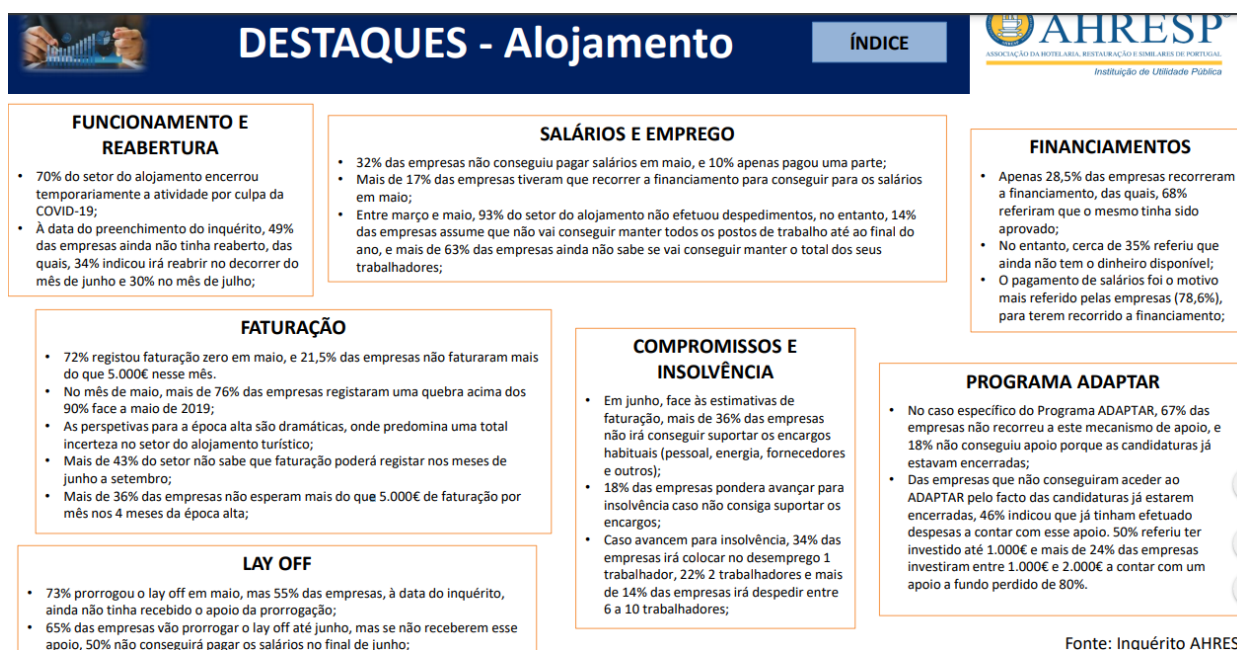 DESTAQUES - Alojamento
ÍNDICE
AHRESP
ASSOCIAÇÃO DA HOTELARIA, RESTAURAÇÃO E SIMILARES DE PORTUGAL
Instituição de Utilidade Pública
FUNCIONAMENTO E
REABERTURA
• 70% do setor do alojamento encerrou
temporariamente a atividade por culpa da
COVID-19;
• À data do preenchimento do inquérito, 49%
das empresas ainda não tinha reaberto, das
quais, 34% indicou irá reabrir no decorrer do
mês de junho e 30% no mês de julho;
SALÁRIOS E EMPREGO
• 32% das empresas não conseguiu pagar salários em maio, e 10% apenas pagou uma parte;
• Mais de 17% das empresas tiveram que recorrer a financiamento para conseguir para os salários
em maio;
• Entre março e maio, 93% do setor do alojamento não efetuou despedimentos, no entanto, 14%
das empresas assume que não vai conseguir manter todos os postos de trabalho até ao final do
ano, e mais de 63% das empresas ainda não sabe se vai conseguir manter o total dos seus
trabalhadores;
FINANCIAMENTOS
• Apenas 28,5% das empresas recorreram
a financiamento, das quais, 68%
referiram que o mesmo tinha sido
aprovado;
• No entanto, cerca de 35% referiu que
ainda não tem o dinheiro disponível;
• O pagamento de salários foi o motivo
mais referido pelas empresas (78,6%),
para terem recorrido a financiamento;
FATURAÇÃO
• 72% registou faturação zero em maio, e 21,5% das empresas não faturaram mais
do que 5.000€ nesse mês.
• No mês de maio, mais de 76% das empresas registaram uma quebra acima dos
90% face a maio de 2019;
• As perspetivas para a época alta são dramáticas, onde predomina uma total
incerteza no setor do alojamento turístico;
• Mais de 43% do setor não sabe que faturação poderá registar nos meses de
junho a setembro;
• Mais de 36% das empresas não esperam mais do que 5.000€ de faturação por
mês nos 4 meses da época alta;
COMPROMISSOS E
INSOLVÊNCIA
• Em junho, face às estimativas de
faturação, mais de 36% das empresas
não irá conseguir suportar os encargos
habituais (pessoal, energia, fornecedores
e outros);
• 18% das empresas pondera avançar para
insolvência caso não consiga suportar os
encargos;
• Caso avancem para insolvência, 34% das
empresas irá colocar no desemprego 1
trabalhador, 22% 2 trabalhadores e mais
de 14% das empresas irá despedir entre
6 a 10 trabalhadores;
PROGRAMA ADAPTAR
• No caso específico do Programa ADAPTAR, 67% das
empresas não recorreu a este mecanismo de apoio, e
18% não conseguiu apoio porque as candidaturas já
estavam encerradas;
• Das empresas que não conseguiram aceder ao
ADAPTAR pelo facto das candidaturas já estarem
encerradas, 46% indicou que já tinham efetuado
despesas a contar com esse apoio. 50% referiu ter
investido até 1.000€ e mais de 24% das empresas
investiram entre 1.000€ e 2.000€ a contar com um
apoio a fundo perdido de 80%.
LAY OFF
• 73% prorrogou o lay off em maio, mas 55% das empresas, à data do inquérito,
ainda não tinha recebido o apoio da prorrogação;
• 65% das empresas vão prorrogar o lay off até junho, mas se não receberem esse
apoio, 50% não conseguirá pagar os salários no final de junho;
Fonte: Inquérito AHRES